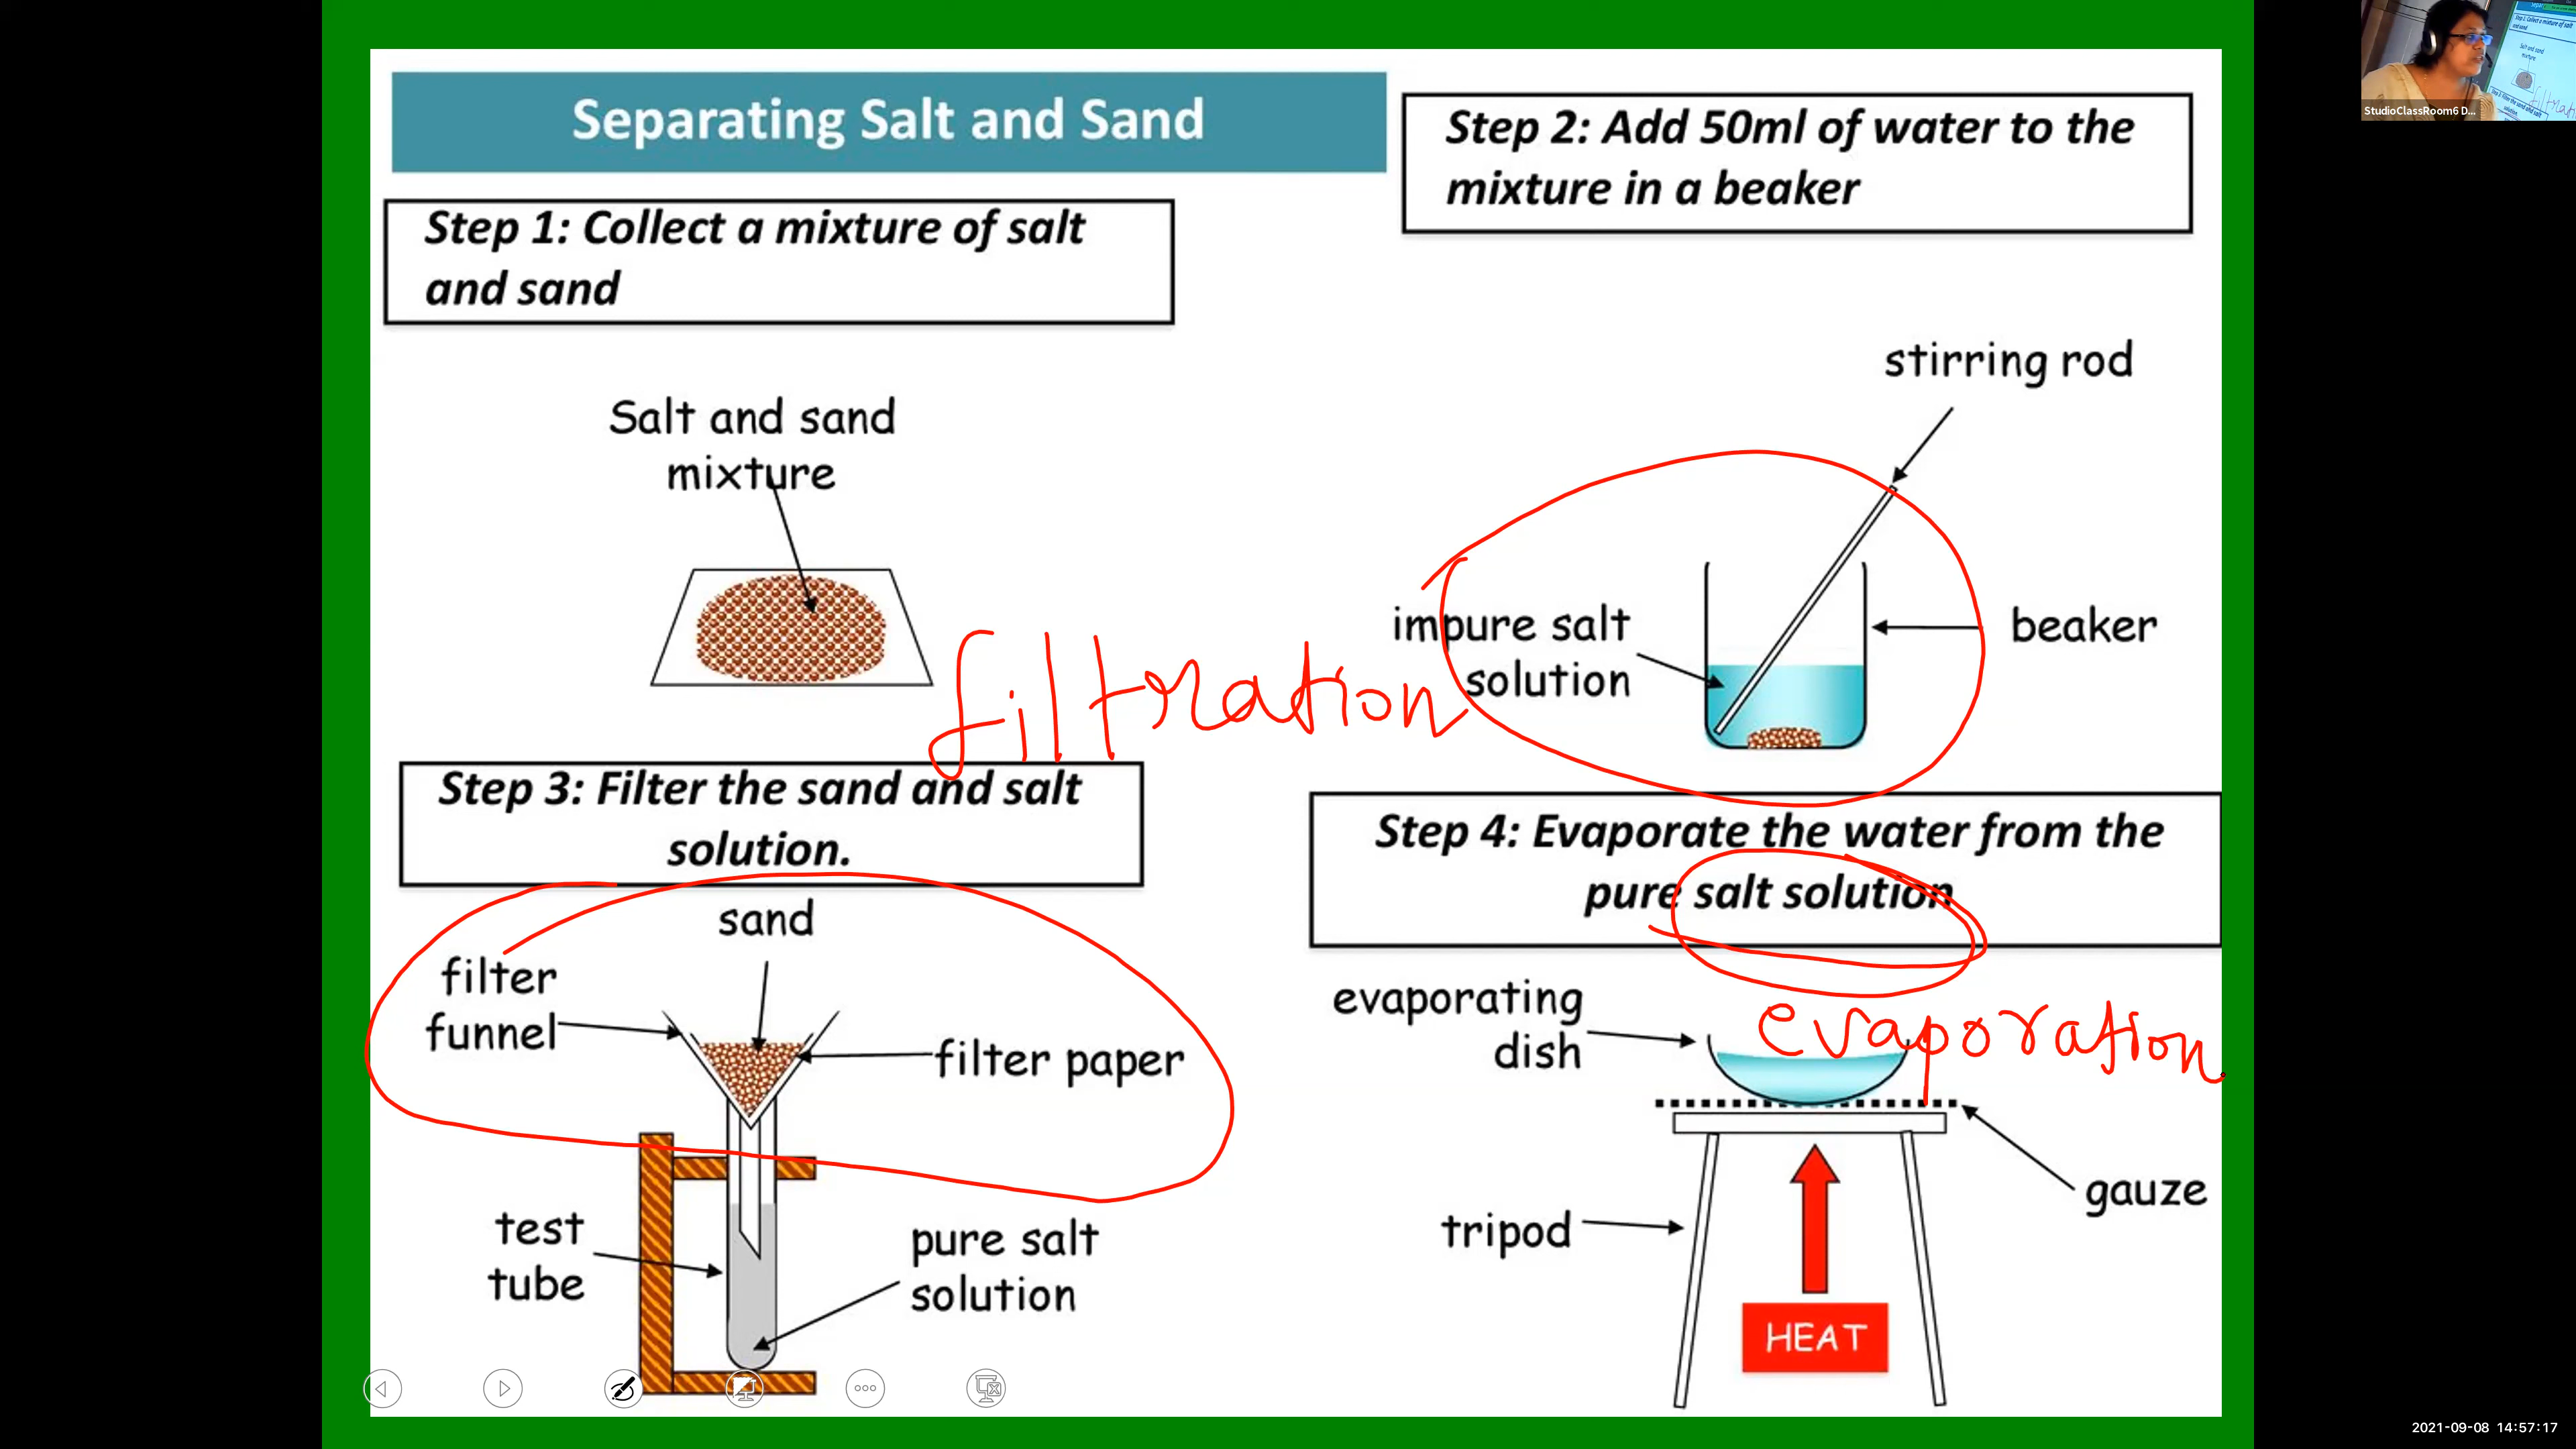 Separating Salt and Sand
Step 1: Collect a mixture of salt
and sand
Salt and sand
mixture
Step 2: Add 50ml of water to the
mixture in a beaker
stirring rod
impure salt
solution
beaker
filtration
Step 3: Filter the sand and salt
solution.
sand
filter
funnel
filter paper
test
tube
pure salt
solution
Step 4: Evaporate the water from the
pure salt solution
evaporating
dish
evaporation
gauze
tripod
HEAT
StudioClassRoom6 D...
2021-09-08 14:57:17